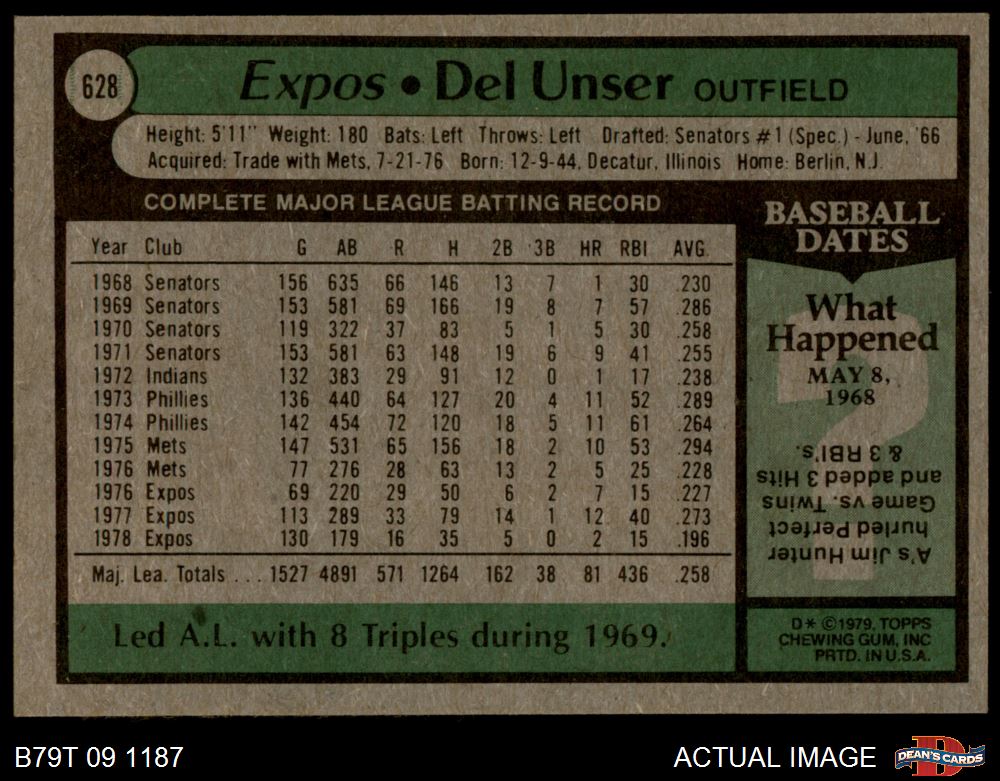 628
Expos • Del Unser OUTFIELD
Height: 5'11" Weight: 180 Bats: Left Throws: Left Drafted: Senators #1 (Spec.) - June, '66
Acquired: Trade with Mets, 7-21-76 Born: 12-9-44, Decatur, Illinois Home: Berlin, N.J.
COMPLETE MAJOR LEAGUE BATTING RECORD
Year Club G AB R H 2B 3B HR RBI AVG.
1968 Senators 156 635 66 146 13 7 1 30 .230
1969 Senators 153 581 69 166 19 8 7 57 .286
1970 Senators 119 322 37 83 5 1 5 30 .258
1971 Senators 153 581 63 148 19 6 9 41 .255
1972 Indians 132 383 29 91 12 0 1 17 .238
1973 Phillies 136 440 64 127 20 4 11 52 .289
1974 Phillies 142 454 72 120 18 5 11 61 .264
1975 Mets 147 531 65 156 18 2 10 53 .294
1976 Mets 77 276 28 63 13 2 5 25 .228
1976 Expos 69 220 29 50 6 2 7 15 .227
1977 Expos 113 289 33 79 14 1 12 40 .273
1978 Expos 130 179 16 35 5 0 2 15 .196
Maj. Lea. Totals ... 1527 4891 571 1264 162 38 81 436 .258
Led A.L. with 8 Triples during 1969.
BASEBALL
DATES
What
Happened
MAY 8,
1968
A's Jim Hunter
hurled Perfect
Game vs. Twins
and added 3 Hits
& 3 RBI's.
D* ©1979, TOPPS
CHEWING GUM, INC
PRTD. IN U.S.A.
B79T 09 1187
ACTUAL IMAGE
DEAN'S CARDS